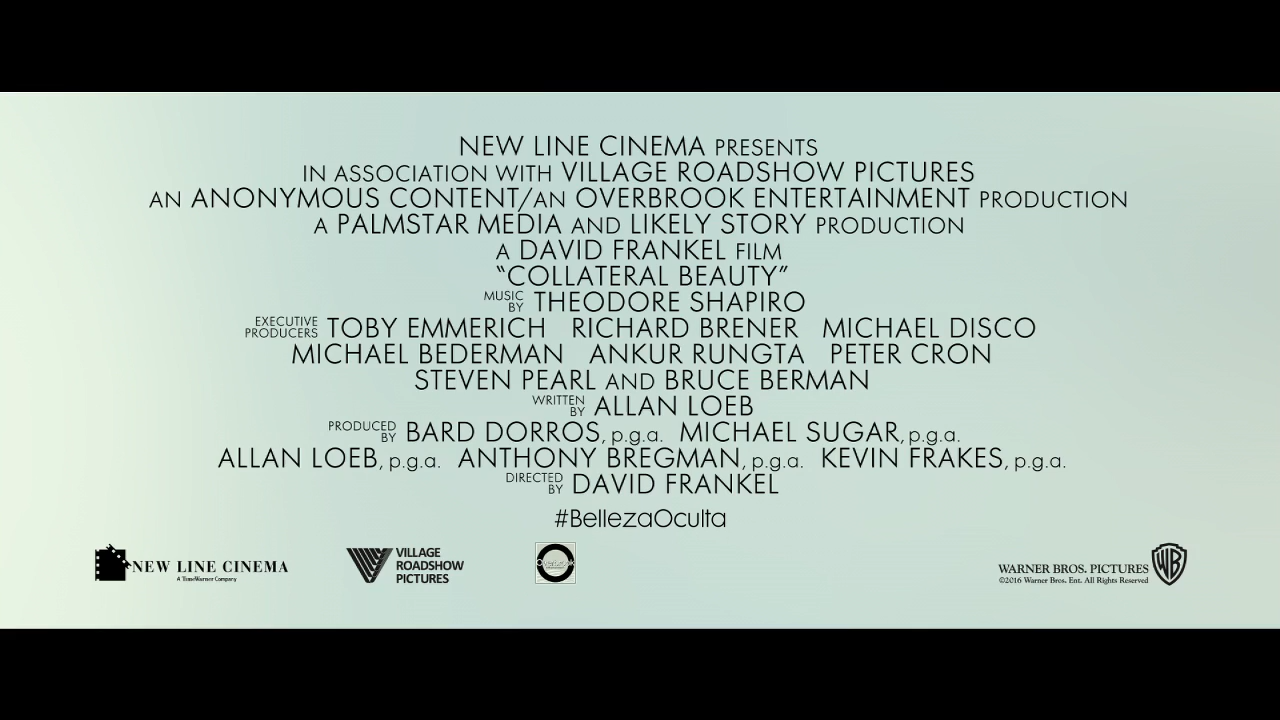 NEW LINE CINEMA PRESENTS
IN ASSOCIATION WITH VILLAGE ROADSHOW PICTURES
AN ANONYMOUS CONTENT/AN OVERBROOK ENTERTAINMENT PRODUCTION
A PALMSTAR MEDIA AND LIKELY STORY PRODUCTION
A DAVID FRANKEL FILM
“COLLATERAL BEAUTY”
MUSIC BY THEODORE SHAPIRO
EXECUTIVE PRODUCERS TOBY EMMERICH RICHARD BRENER MICHAEL DISCO
MICHAEL BEDERMAN ANKUR RUNGTA PETER CRON
STEVEN PEARL AND BRUCE BERMAN
WRITTEN BY ALLAN LOEB
PRODUCED BY BARD DORROS, p.g.a. MICHAEL SUGAR, p.g.a.
ALLAN LOEB, p.g.a. ANTHONY BREGMAN, p.g.a. KEVIN FRAKES, p.g.a.
DIRECTED BY DAVID FRANKEL
#BellezaOculta
NEW LINE CINEMA
A TimeWarner Company
VILLAGE
ROADSHOW
PICTURES
WARNER BROS. PICTURES
©2016 Warner Bros. Ent. All Rights Reserved
WB